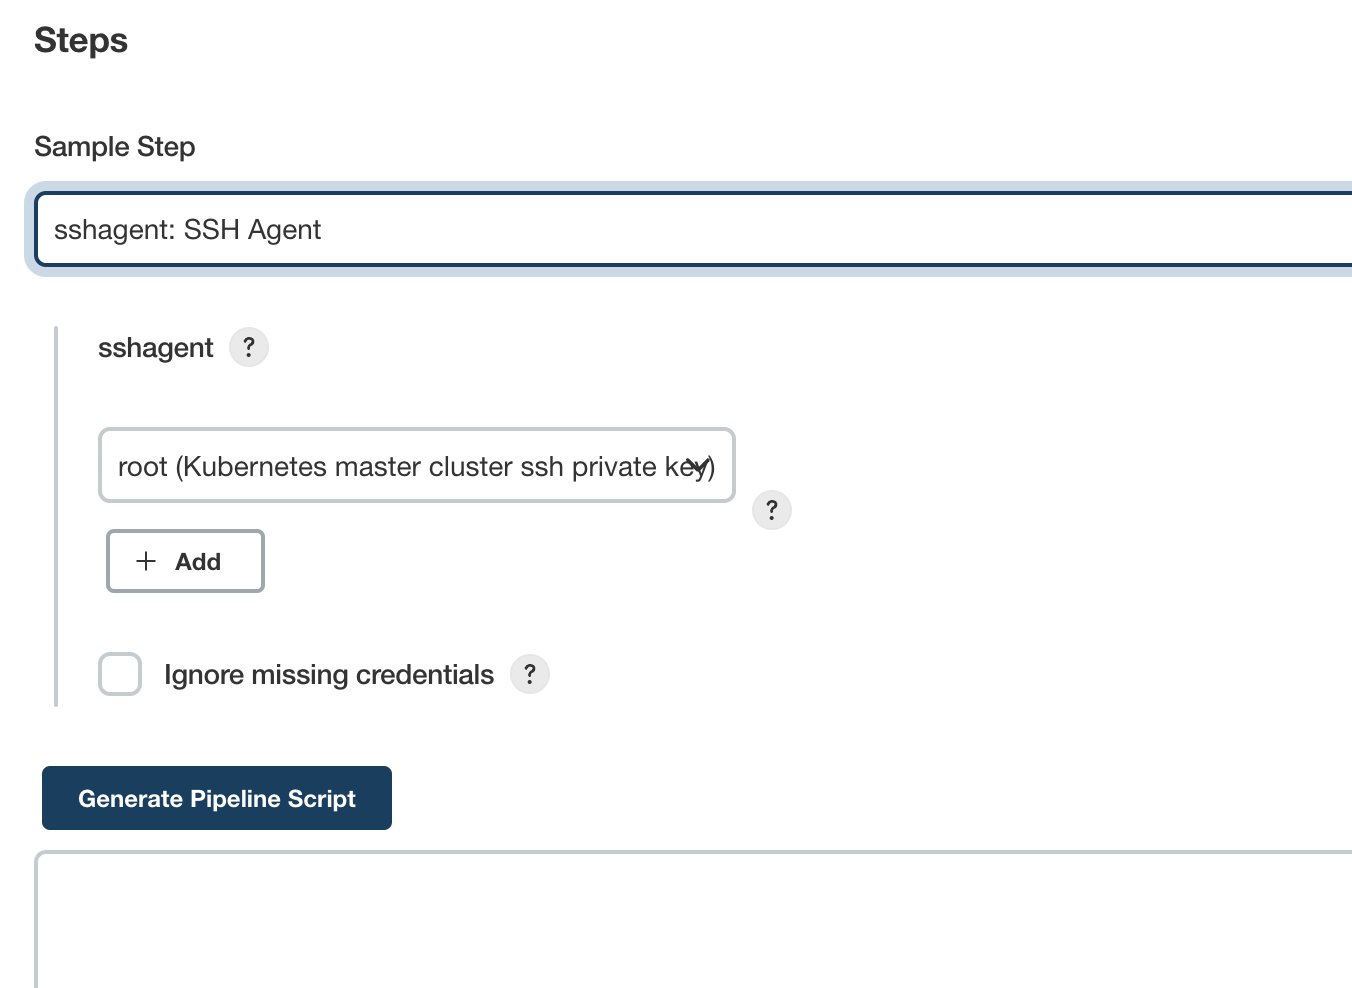 Steps
Sample Step
sshagent: SSH Agent
sshagent ?
root (Kubernetes master cluster ssh private key)
?
+ Add
Ignore missing credentials ?
Generate Pipeline Script